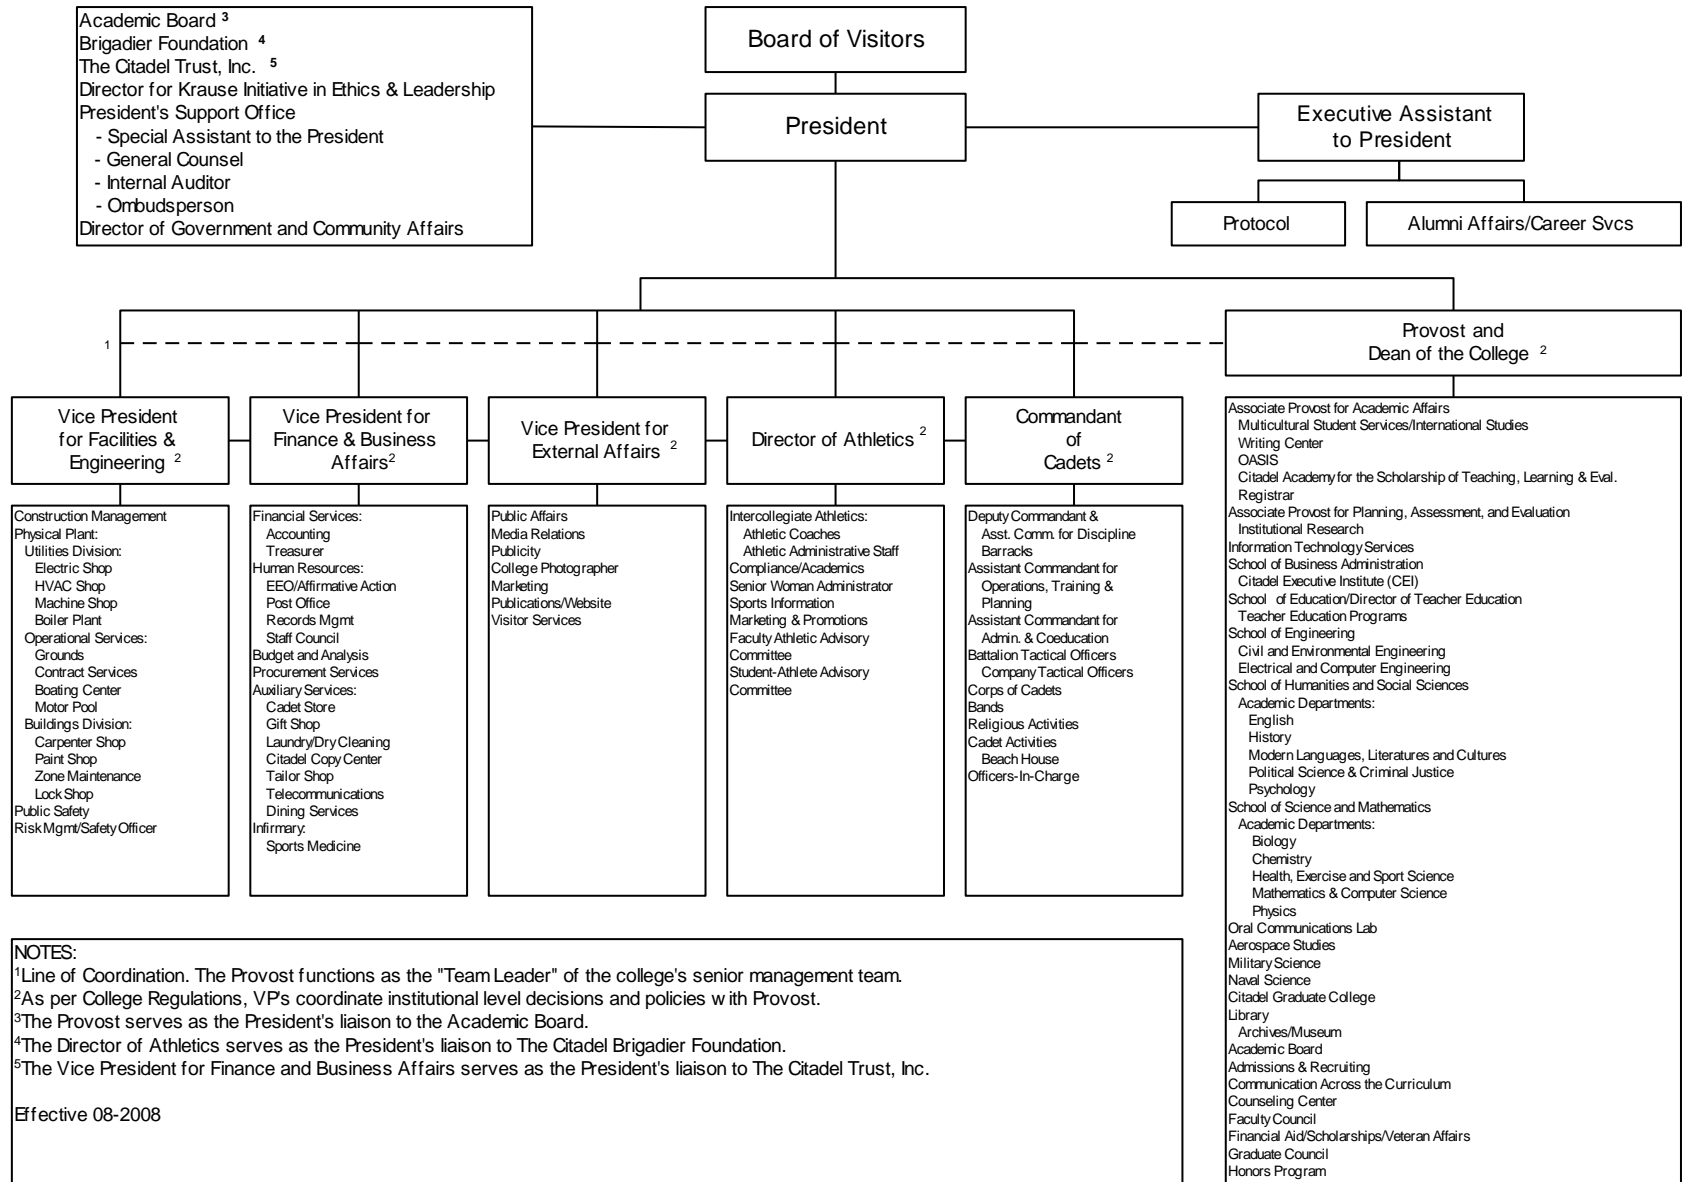 Academic Board ³
Brigadier Foundation ⁴
The Citadel Trust, Inc. ⁵
Director for Krause Initiative in Ethics & Leadership
President's Support Office
- Special Assistant to the President
- General Counsel
- Internal Auditor
- Ombudsperson
Director of Government and Community Affairs
Board of Visitors
President
Executive Assistant
to President
Protocol
Alumni Affairs/Career Svcs
1
Provost and
Dean of the College ²
Vice President
for Facilities &
Engineering ²
Vice President for
Finance & Business
Affairs²
Vice President for
External Affairs ²
Director of Athletics ²
Commandant
of
Cadets ²
Construction Management
Physical Plant:
Utilities Division:
Electric Shop
HVAC Shop
Machine Shop
Boiler Plant
Operational Services:
Grounds
Contract Services
Boating Center
Motor Pool
Buildings Division:
Carpenter Shop
Paint Shop
Zone Maintenance
Lock Shop
Public Safety
Risk Mgmt/Safety Officer
Financial Services:
Accounting
Treasurer
Human Resources:
EEO/Affirmative Action
Post Office
Records Mgmt
Staff Council
Budget and Analysis
Procurement Services
Auxiliary Services:
Cadet Store
Gift Shop
Laundry/Dry Cleaning
Citadel Copy Center
Tailor Shop
Telecommunications
Dining Services
Infirmary:
Sports Medicine
Public Affairs
Media Relations
Publicity
College Photographer
Marketing
Publications/Website
Visitor Services
Intercollegiate Athletics:
Athletic Coaches
Athletic Administrative Staff
Compliance/Academics
Senior Woman Administrator
Sports Information
Marketing & Promotions
Faculty Athletic Advisory
Committee
Student-Athlete Advisory
Committee
Deputy Commandant &
Asst. Comm. for Discipline
Barracks
Assistant Commandant for
Operations, Training &
Planning
Assistant Commandant for
Admin. & Coeducation
Battalion Tactical Officers
Company Tactical Officers
Corps of Cadets
Bands
Religious Activities
Cadet Activities
Beach House
Officers-In-Charge
Associate Provost for Academic Affairs
Multicultural Student Services/International Studies
Writing Center
OASIS
Citadel Academy for the Scholarship of Teaching, Learning & Eval.
Registrar
Associate Provost for Planning, Assessment, and Evaluation
Institutional Research
Information Technology Services
School of Business Administration
Citadel Executive Institute (CEI)
School of Education/Director of Teacher Education
Teacher Education Programs
School of Engineering
Civil and Environmental Engineering
Electrical and Computer Engineering
School of Humanities and Social Sciences
Academic Departments:
English
History
Modern Languages, Literatures and Cultures
Political Science & Criminal Justice
Psychology
School of Science and Mathematics
Academic Departments:
Biology
Chemistry
Health, Exercise and Sport Science
Mathematics & Computer Science
Physics
Oral Communications Lab
Aerospace Studies
Military Science
Naval Science
Citadel Graduate College
Library
Archives/Museum
Academic Board
Admissions & Recruiting
Communication Across the Curriculum
Counseling Center
Faculty Council
Financial Aid/Scholarships/Veteran Affairs
Graduate Council
Honors Program
NOTES:
¹Line of Coordination. The Provost functions as the "Team Leader" of the college's senior management team.
²As per College Regulations, VP's coordinate institutional level decisions and policies with Provost.
³The Provost serves as the President's liaison to the Academic Board.
⁴The Director of Athletics serves as the President's liaison to The Citadel Brigadier Foundation.
⁵The Vice President for Finance and Business Affairs serves as the President's liaison to The Citadel Trust, Inc.
Effective 08-2008